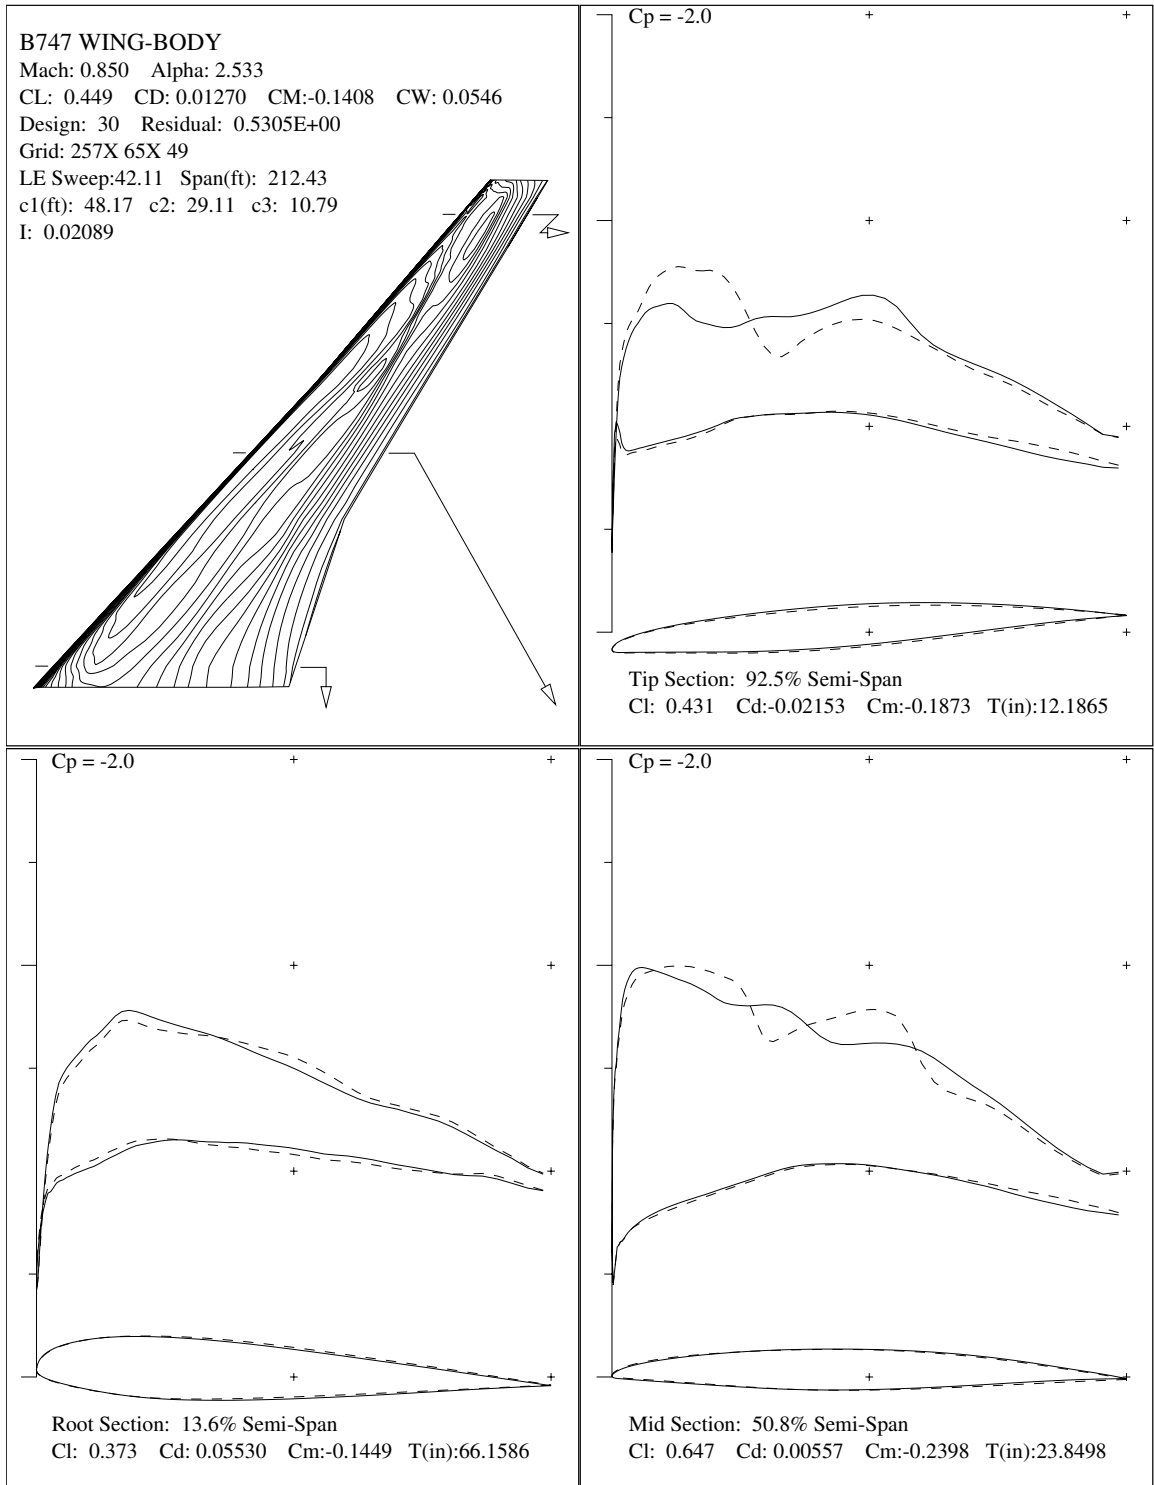 B747 WING-BODY
Mach: 0.850 Alpha: 2.533
CL: 0.449 CD: 0.01270 CM:-0.1408 CW: 0.0546
Design: 30 Residual: 0.5305E+00
Grid: 257X 65X 49
LE Sweep:42.11 Span(ft): 212.43
c1(ft): 48.17 c2: 29.11 c3: 10.79
I: 0.02089
Cp = -2.0
Tip Section: 92.5% Semi-Span
Cl: 0.431 Cd:-0.02153 Cm:-0.1873 T(in):12.1865
Cp = -2.0
Root Section: 13.6% Semi-Span
Cl: 0.373 Cd: 0.05530 Cm:-0.1449 T(in):66.1586
Cp = -2.0
Mid Section: 50.8% Semi-Span
Cl: 0.647 Cd: 0.00557 Cm:-0.2398 T(in):23.8498